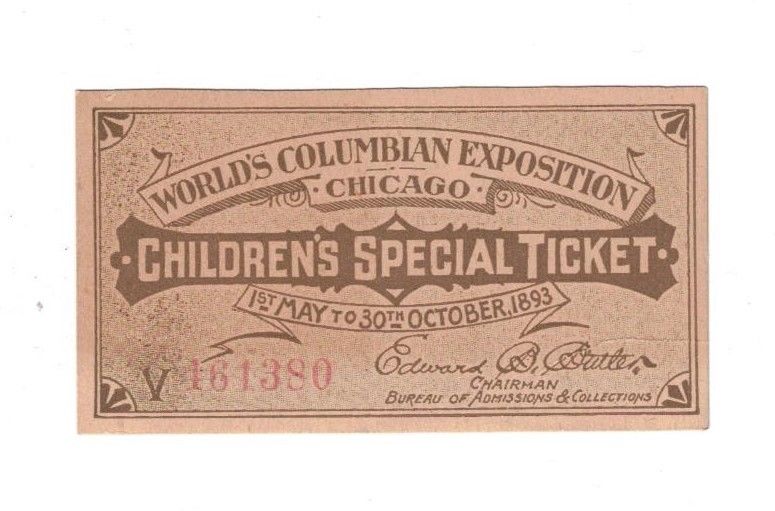 WORLD'S COLUMBIAN EXPOSITION
· CHICAGO ·
· CHILDREN'S SPECIAL TICKET ·
1ST MAY TO 30TH OCTOBER, 1893
V 161380
Edward B. Butler,
CHAIRMAN
BUREAU OF ADMISSIONS & COLLECTIONS